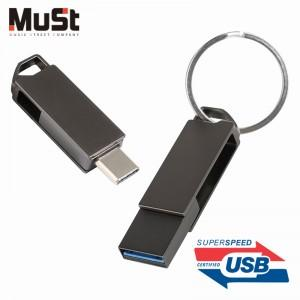 MuSt
MUSIC STREET COMPANY
SUPERSPEED
CERTIFIED
USB